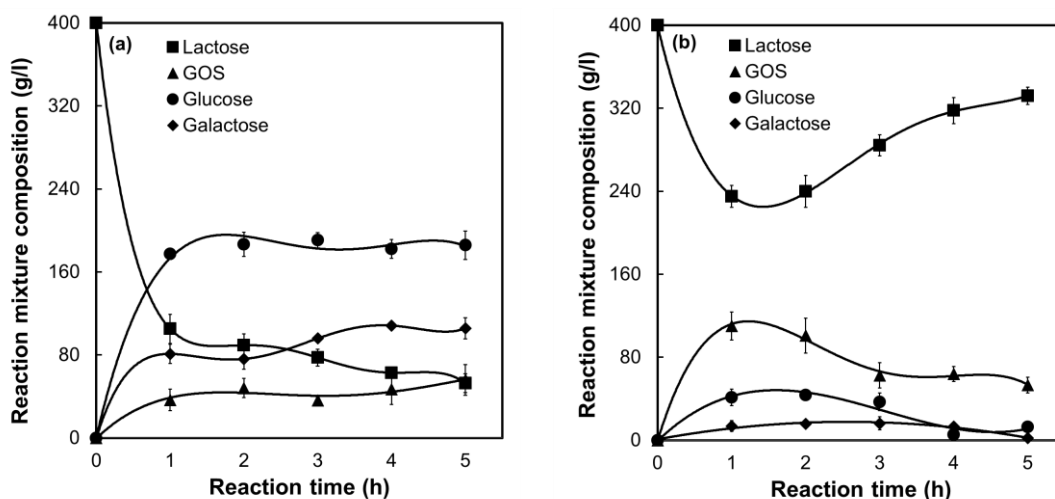 (a)
Lactose
GOS
Glucose
Galactose
400
320
240
160
80
0
0 1 2 3 4 5
Reaction time (h)
Reaction mixture composition (g/l)
(b)
Lactose
GOS
Glucose
Galactose
400
320
240
160
80
0
0 1 2 3 4 5
Reaction time (h)
Reaction mixture composition (g/l)